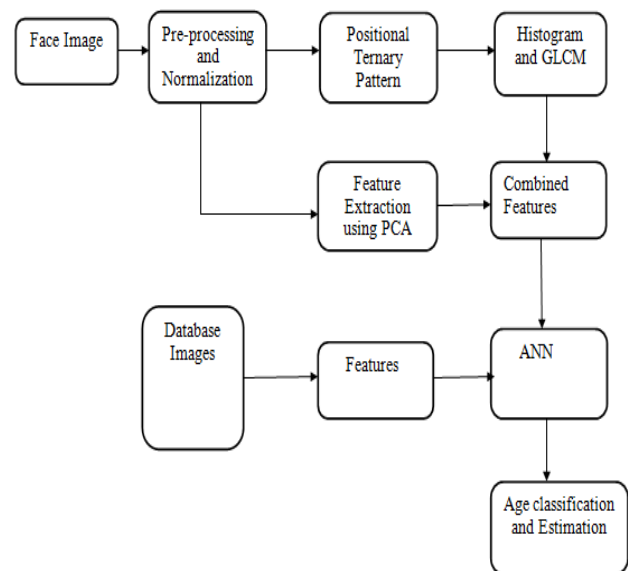 Face Image
Pre-processing
and
Normalization
Positional
Ternary
Pattern
Histogram
and GLCM
Feature
Extraction
using PCA
Combined
Features
Database
Images
Features
ANN
Age classification
and Estimation